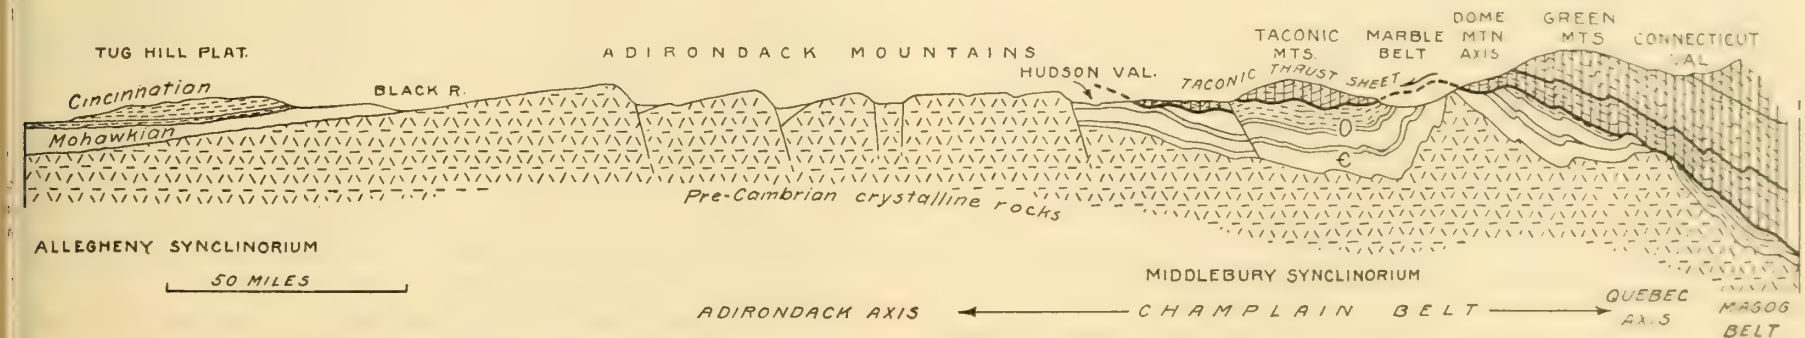 TUG HILL PLAT.
ADIRONDACK MOUNTAINS
TACONIC
MTS.
MARBLE
BELT
DOME
MTN
AXIS
GREEN
MTS
CONNECTICUT
HUDSON VAL.
TACONIC THRUST SHEET
Cincinnatian
BLACK R.
Mohawkian
O
Є
Pre-Cambrian crystalline rocks
ALLEGHENY SYNCLINORIUM
50 MILES
MIDDLEBURY SYNCLINORIUM
ADIRONDACK AXIS
CHAMPLAIN BELT
QUEBEC
AXIS
MAGOG
BELT